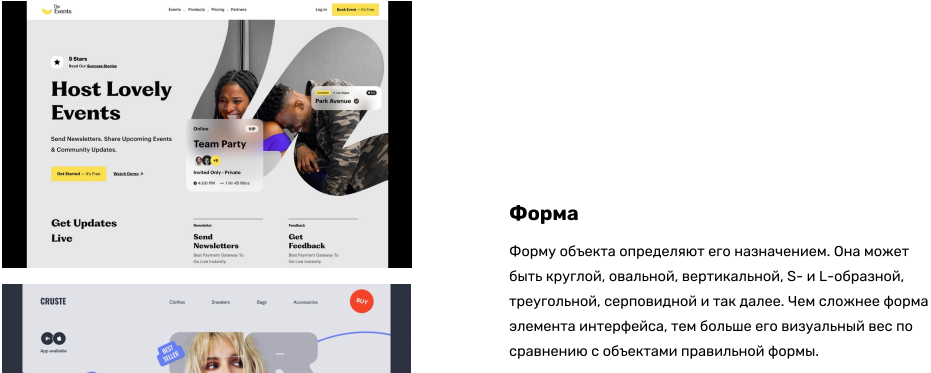 The
Events
Events Products Pricing Partners
Log in
Book Event — It's Free
5 Stars
Read Our Success Stories
Host Lovely
Events
Send Newsletters. Share Upcoming Events
& Community Updates.
Get Started — It's Free
Watch Demo
Park Avenue
Online
VIP
Team Party
Invited Only - Private
4:00 PM — 1 Hr 45 Mins
Get Updates
Live
Newsletter
Send
Newsletters
Best Payment Gateway To
Go Live Instantly.
Feedback
Get
Feedback
Best Payment Gateway To
Go Live Instantly.
CRUSTE
Clothes Sneakers Bags Accessories
BUY
App available
BEST
SELLER
Форма
Форму объекта определяют его назначением. Она может
быть круглой, овальной, вертикальной, S- и L-образной,
треугольной, серповидной и так далее. Чем сложнее форма
элемента интерфейса, тем больше его визуальный вес по
сравнению с объектами правильной формы.